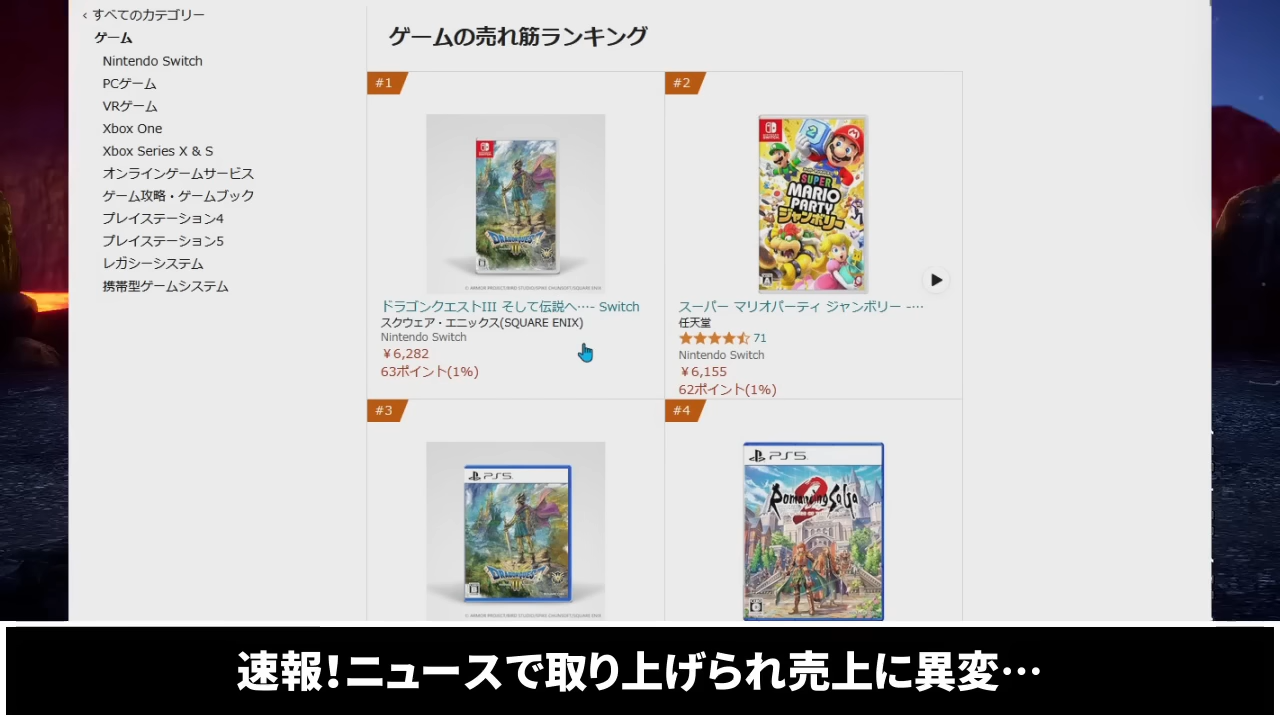 ‹ すべてのカテゴリー
ゲーム
Nintendo Switch
PCゲーム
VRゲーム
Xbox One
Xbox Series X & S
オンラインゲームサービス
ゲーム攻略・ゲームブック
プレイステーション4
プレイステーション5
レガシーシステム
携帯型ゲームシステム
ゲームの売れ筋ランキング
#1
DRAGON QUEST III
ドラゴンクエストIII そして伝説へ…- Switch
スクウェア・エニックス(SQUARE ENIX)
Nintendo Switch
￥6,282
63ポイント(1%)
#2
SUPER
MARIO
PARTY
ジャンボリー
スーパー マリオパーティ ジャンボリー -…
任天堂
71
Nintendo Switch
￥6,155
62ポイント(1%)
#3
PS5
DRAGON QUEST III
#4
PS5
Romancing SaGa
2
速報！ニュースで取り上げられ売上に異変…